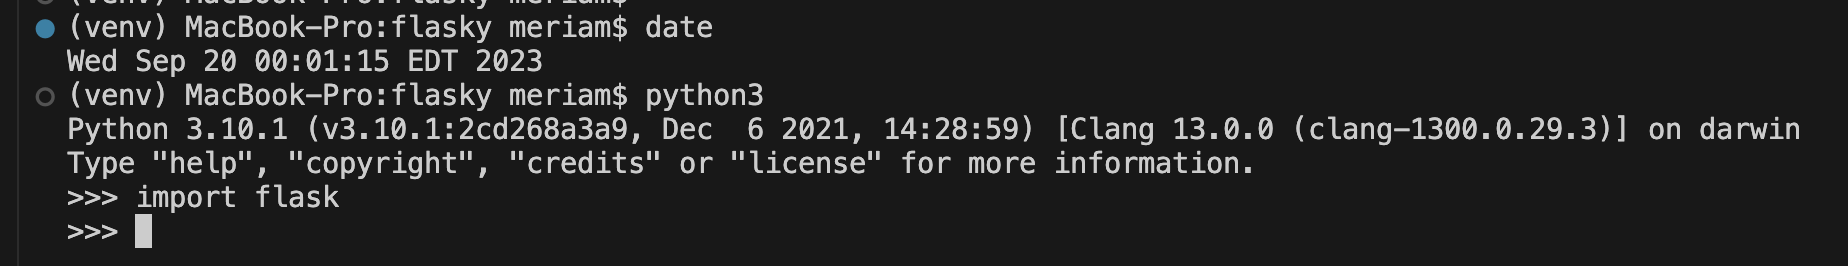 (venv) MacBook-Pro:flasky meriam$
(venv) MacBook-Pro:flasky meriam$ date
Wed Sep 20 00:01:15 EDT 2023
(venv) MacBook-Pro:flasky meriam$ python3
Python 3.10.1 (v3.10.1:2cd268a3a9, Dec  6 2021, 14:28:59) [Clang 13.0.0 (clang-1300.0.29.3)] on darwin
Type "help", "copyright", "credits" or "license" for more information.
>>> import flask
>>>